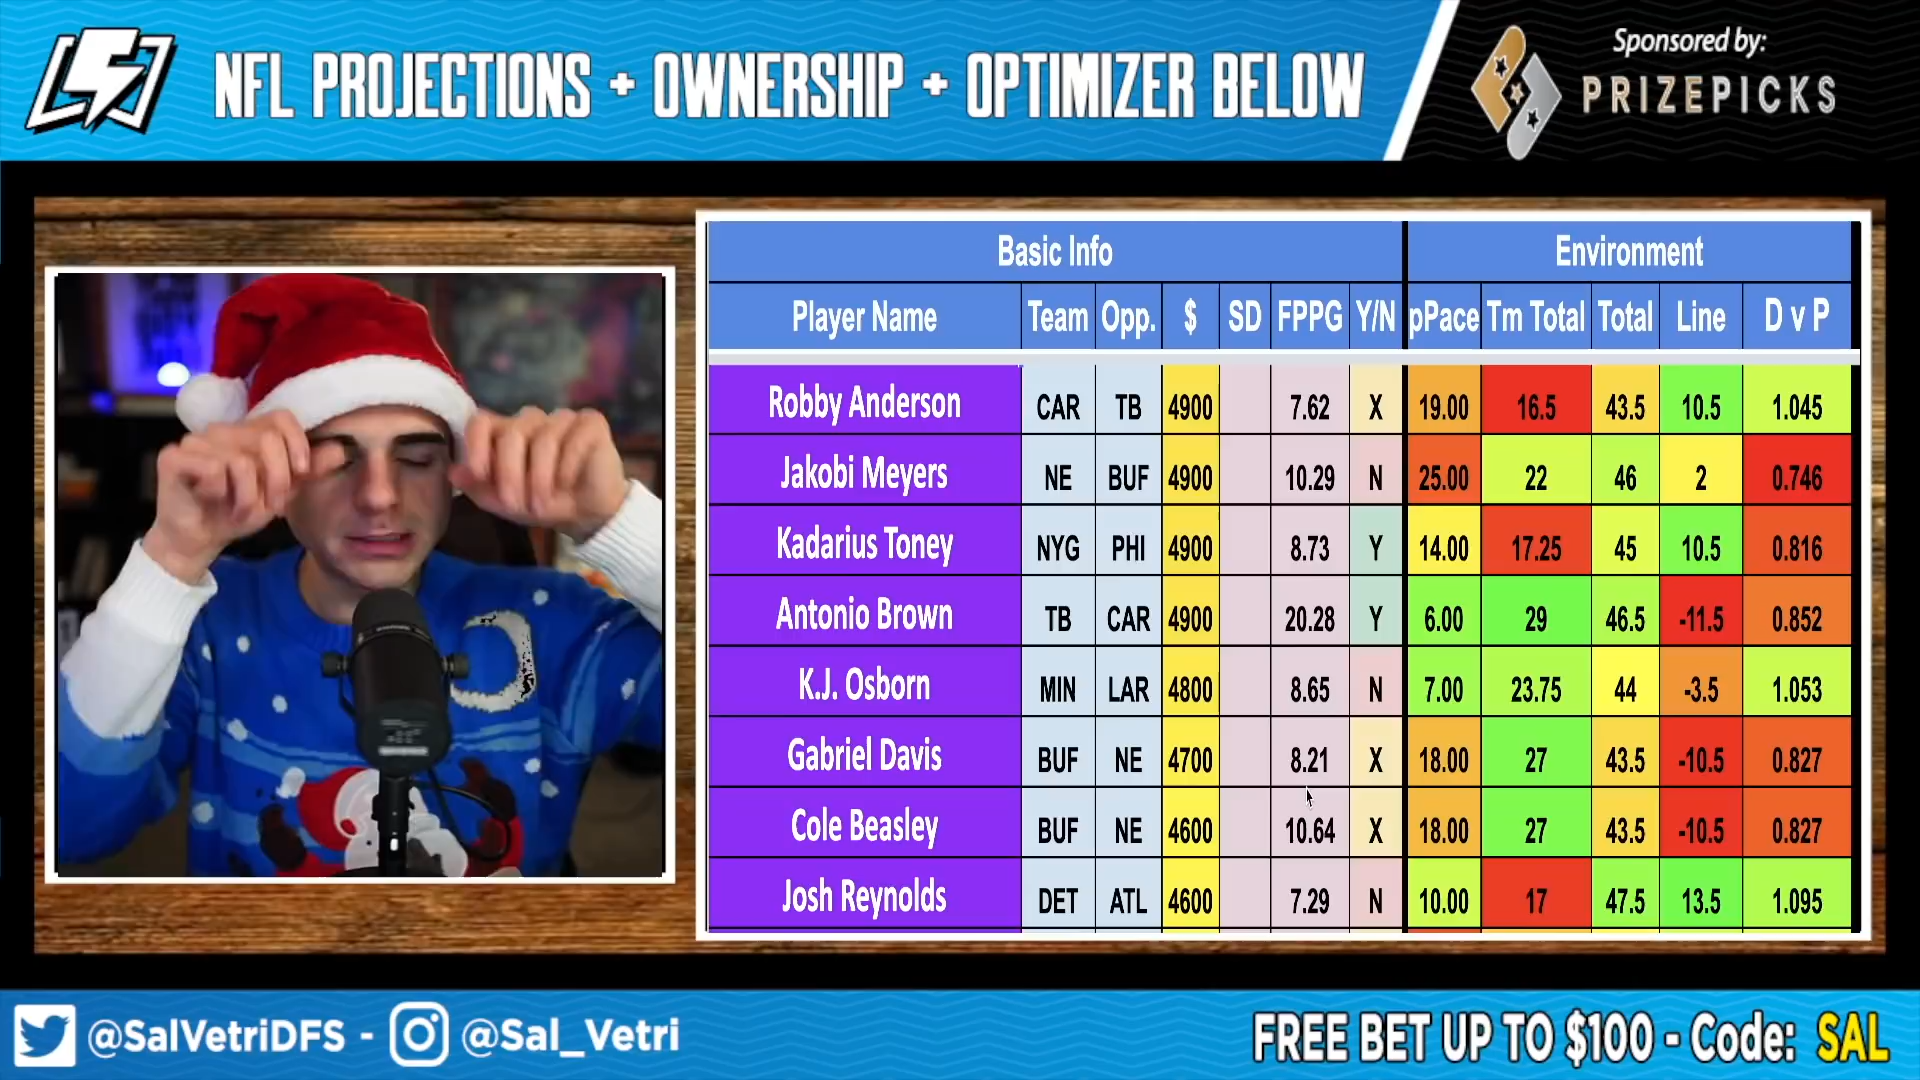 NFL PROJECTIONS + OWNERSHIP + OPTIMIZER BELOW
Sponsored by:
PRIZEPICKS
Basic Info Environment
Player Name Team Opp. $ SD FPPG Y/N pPace Tm Total Total Line D v P
Robby Anderson CAR TB 4900 7.62 X 19.00 16.5 43.5 10.5 1.045
Jakobi Meyers NE BUF 4900 10.29 N 25.00 22 46 2 0.746
Kadarius Toney NYG PHI 4900 8.73 Y 14.00 17.25 45 10.5 0.816
Antonio Brown TB CAR 4900 20.28 Y 6.00 29 46.5 -11.5 0.852
K.J. Osborn MIN LAR 4800 8.65 N 7.00 23.75 44 -3.5 1.053
Gabriel Davis BUF NE 4700 8.21 X 18.00 27 43.5 -10.5 0.827
Cole Beasley BUF NE 4600 10.64 X 18.00 27 43.5 -10.5 0.827
Josh Reynolds DET ATL 4600 7.29 N 10.00 17 47.5 13.5 1.095
@SalVetriDFS - @Sal_Vetri
FREE BET UP TO $100 - Code: SAL